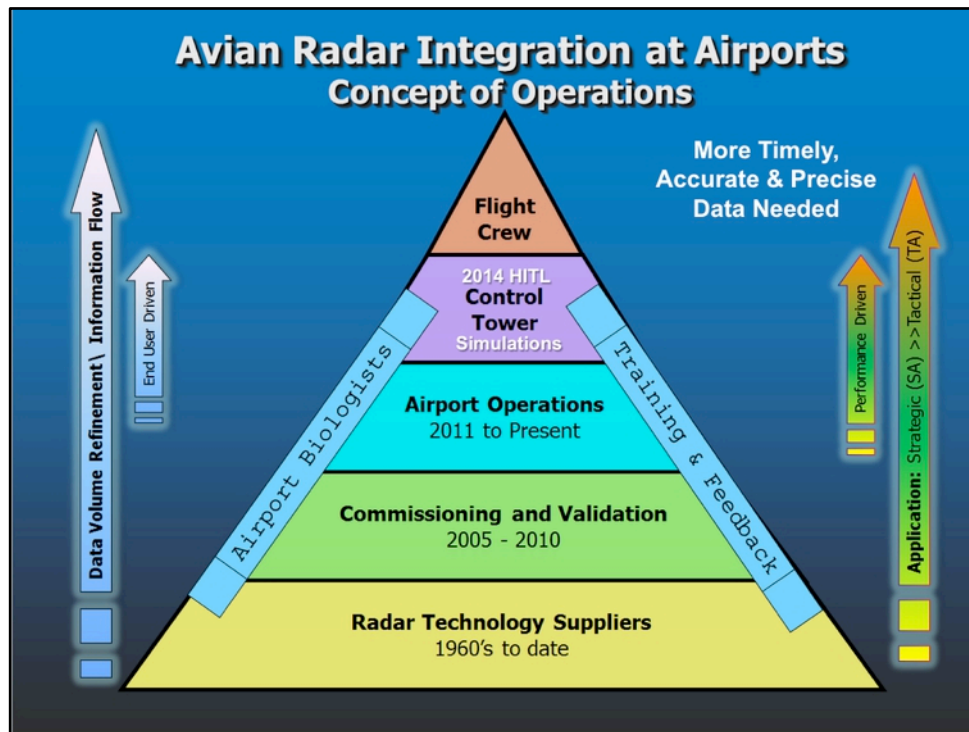 Avian Radar Integration at Airports
Concept of Operations
More Timely,
Accurate & Precise
Data Needed
Data Volume Refinement\ Information Flow
End User Driven
Flight
Crew
2014 HITL
Control
Tower
Simulations
Airport Biologists
Training & Feedback
Airport Operations
2011 to Present
Commissioning and Validation
2005 - 2010
Radar Technology Suppliers
1960's to date
Performance Driven
Application: Strategic (SA) >>Tactical (TA)